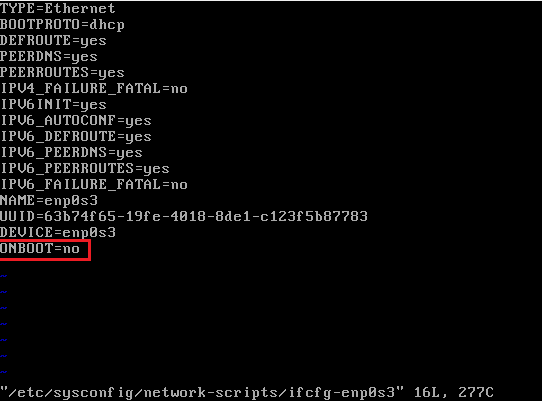 TYPE=Ethernet
BOOTPROTO=dhcp
DEFROUTE=yes
PEERDNS=yes
PEERROUTES=yes
IPV4_FAILURE_FATAL=no
IPV6INIT=yes
IPV6_AUTOCONF=yes
IPV6_DEFROUTE=yes
IPV6_PEERDNS=yes
IPV6_PEERROUTES=yes
IPV6_FAILURE_FATAL=no
NAME=enp0s3
UUID=63b74f65-19fe-4018-8de1-c123f5b87783
DEVICE=enp0s3
ONBOOT=no
~
~
~
~
~
~
~
"/etc/sysconfig/network-scripts/ifcfg-enp0s3" 16L, 277C